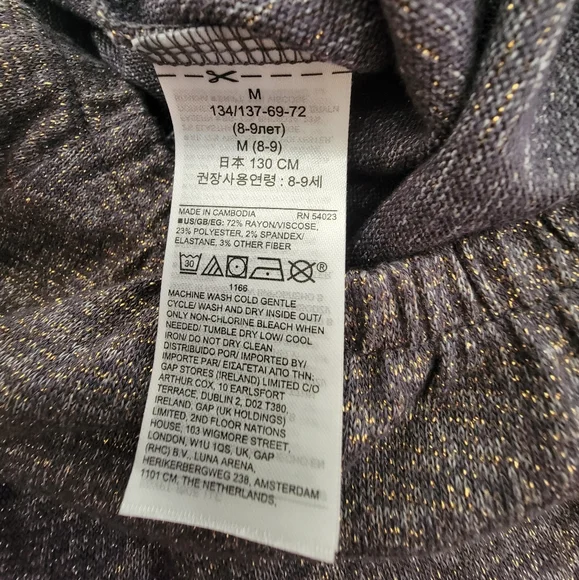 M
134/137-69-72
(8-9лет)
M (8-9)
日本 130 CM
권장사용연령 : 8-9세
MADE IN CAMBODIA RN 54023
■ US/GB/EG: 72% RAYON/VISCOSE,
23% POLYESTER, 2% SPANDEX/
ELASTANE, 3% OTHER FIBER
30 ®
1166
MACHINE WASH COLD GENTLE
CYCLE/ WASH AND DRY INSIDE OUT/
ONLY NON-CHLORINE BLEACH WHEN
NEEDED/ TUMBLE DRY LOW/ COOL
IRON/ DO NOT DRY CLEAN
DISTRIBUIDO POR/ IMPORTED BY/
IMPORTE PAR/ ΕΙΣΑΓΕΤΑΙ ΑΠΟ ΤΗΝ:
GAP STORES (IRELAND) LIMITED C/O
ARTHUR COX, 10 EARLSFORT
TERRACE, DUBLIN 2, D02 T380,
IRELAND, GAP (UK HOLDINGS)
LIMITED, 2ND FLOOR NATIONS
HOUSE, 103 WIGMORE STREET,
LONDON, W1U 1QS, UK, GAP
(RHC) B.V., LUNA ARENA,
HERIKERBERGWEG 238, AMSTERDAM
1101 CM, THE NETHERLANDS,